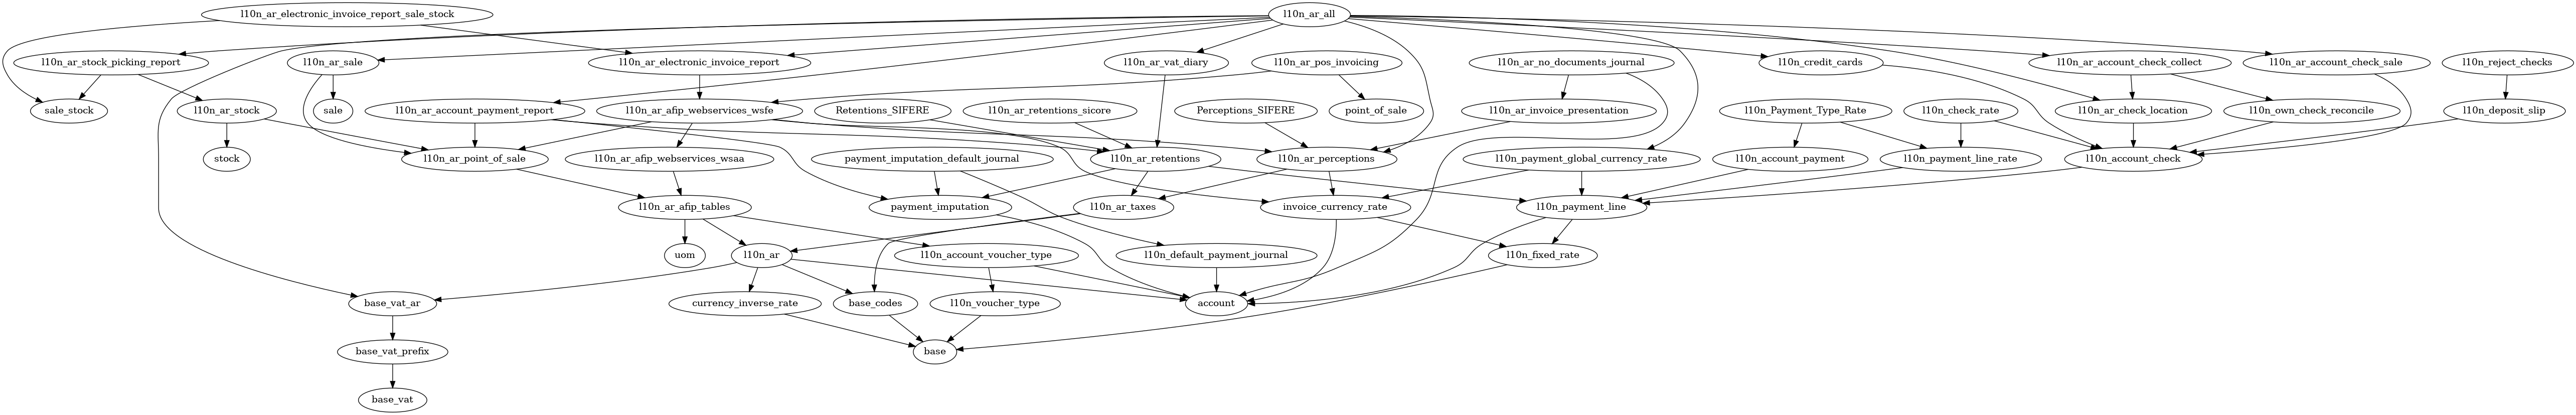 l10n_ar_electronic_invoice_report_sale_stock
l10n_ar_all
l10n_ar_stock_picking_report
l10n_ar_sale
l10n_ar_electronic_invoice_report
l10n_ar_vat_diary
l10n_ar_pos_invoicing
l10n_ar_no_documents_journal
l10n_credit_cards
l10n_ar_account_check_collect
l10n_ar_account_check_sale
l10n_reject_checks
sale_stock
l10n_ar_stock
sale
l10n_ar_account_payment_report
l10n_ar_afip_webservices_wsfe
Retentions_SIFERE
l10n_ar_retentions_sicore
Perceptions_SIFERE
point_of_sale
l10n_ar_invoice_presentation
l10n_Payment_Type_Rate
l10n_check_rate
l10n_ar_check_location
l10n_own_check_reconcile
l10n_deposit_slip
stock
l10n_ar_point_of_sale
l10n_ar_afip_webservices_wsaa
payment_imputation_default_journal
l10n_ar_retentions
l10n_ar_perceptions
l10n_payment_global_currency_rate
l10n_account_payment
l10n_payment_line_rate
l10n_account_check
l10n_ar_afip_tables
payment_imputation
l10n_ar_taxes
invoice_currency_rate
l10n_payment_line
uom
l10n_ar
l10n_account_voucher_type
l10n_default_payment_journal
l10n_fixed_rate
base_vat_ar
currency_inverse_rate
base_codes
l10n_voucher_type
account
base_vat_prefix
base
base_vat